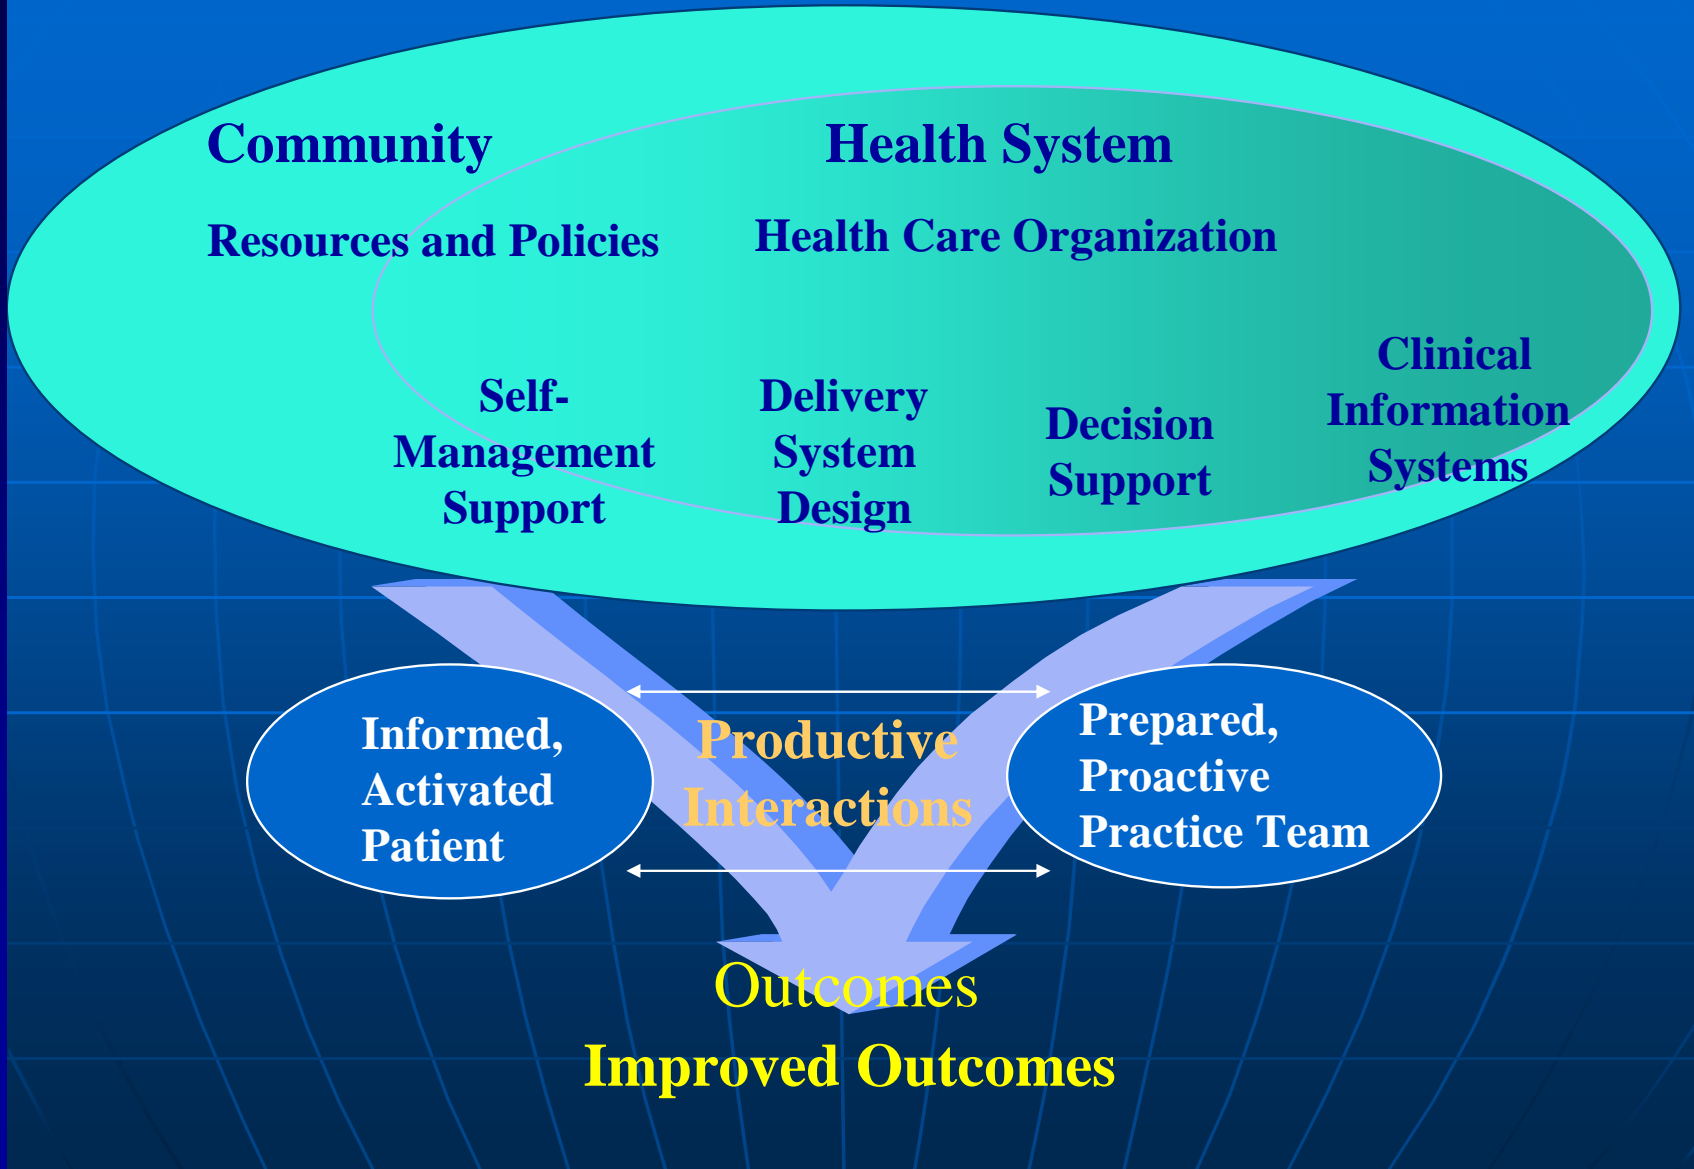 Community
Health System
Resources and Policies
Health Care Organization
Self-
Management
Support
Delivery
System
Design
Decision
Support
Clinical
Information
Systems
Informed,
Activated
Patient
Productive
Interactions
Prepared,
Proactive
Practice Team
Outcomes
Improved Outcomes